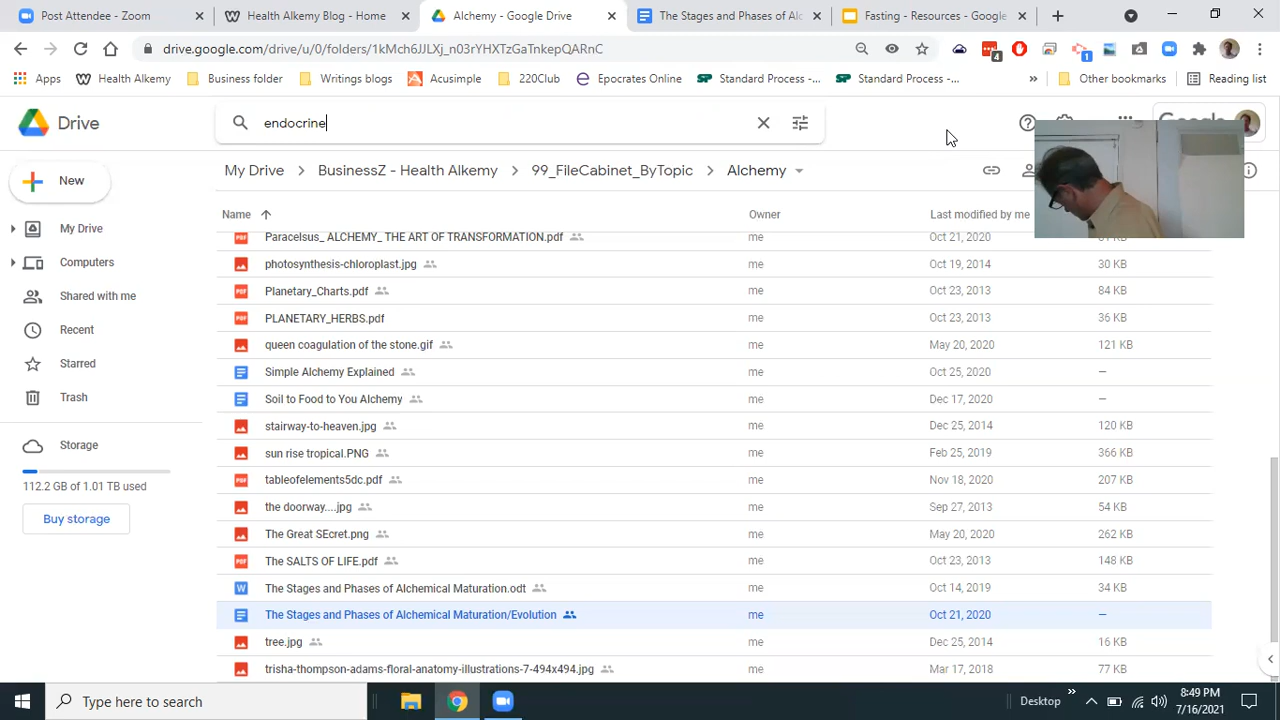 Post Attendee - Zoom
Health Alkemy Blog - Home
Alchemy - Google Drive
The Stages and Phases of Alc
Fasting - Resources - Google
drive.google.com/drive/u/0/folders/1kMch6JJLXj_n03rYHXTzGaTnkepQARnC
4
1
Apps
Health Alkemy
Business folder
Writings blogs
Acusimple
220Club
Epocrates Online
Standard Process -...
Standard Process -...
Other bookmarks
Reading list
Drive
endocrine
New
My Drive
BusinessZ - Health Alkemy
99_FileCabinet_ByTopic
Alchemy
Name
Owner
Last modified by me
My Drive
Computers
Shared with me
Recent
Starred
Trash
Storage
112.2 GB of 1.01 TB used
Buy storage
Paracelsus_ ALCHEMY_ THE ART OF TRANSFORMATION.pdf me Oct 21, 2020
photosynthesis-chloroplast.jpg me Oct 19, 2014 30 KB
Planetary_Charts.pdf me Oct 23, 2013 84 KB
PLANETARY_HERBS.pdf me Oct 23, 2013 36 KB
queen coagulation of the stone.gif me May 20, 2020 121 KB
Simple Alchemy Explained me Oct 25, 2020 —
Soil to Food to You Alchemy me Dec 17, 2020 —
stairway-to-heaven.jpg me Dec 25, 2014 120 KB
sun rise tropical.PNG me Feb 25, 2019 366 KB
tableofelements5dc.pdf me Nov 18, 2020 207 KB
the doorway....jpg me Sep 27, 2013 54 KB
The Great SEcret.png me May 20, 2020 262 KB
The SALTS OF LIFE.pdf me Oct 23, 2013 148 KB
The Stages and Phases of Alchemical Maturation.odt me Oct 14, 2019 34 KB
The Stages and Phases of Alchemical Maturation/Evolution me Oct 21, 2020 —
tree.jpg me Dec 25, 2014 16 KB
trisha-thompson-adams-floral-anatomy-illustrations-7-494x494.jpg me Mar 17, 2018 77 KB
Type here to search
Desktop
8:49 PM
7/16/2021